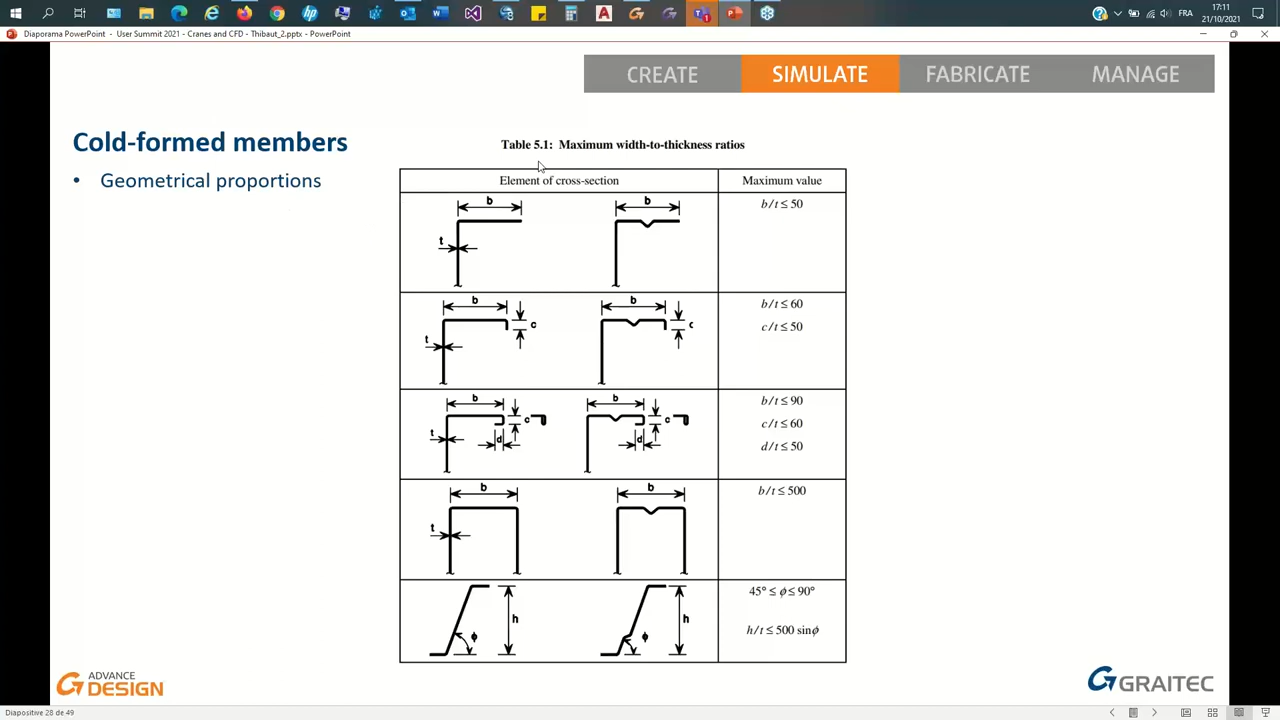 17:11
FRA
21/10/2021
Diaporama PowerPoint - User Summit 2021 - Cranes and CFD - Thibaut_2.pptx - PowerPoint
CREATE SIMULATE FABRICATE MANAGE
Cold-formed members
• Geometrical proportions
Table 5.1: Maximum width-to-thickness ratios
Element of cross-section Maximum value
b b b / t ≤ 50
t
b b b / t ≤ 60
c c c / t ≤ 50
t
b b b / t ≤ 90
c c c / t ≤ 60
t d d d / t ≤ 50
b b b / t ≤ 500
t
45° ≤ ϕ ≤ 90°
h h h / t ≤ 500 sinϕ
ϕ ϕ
ADVANCE
DESIGN
GRAITEC
Diapositive 28 de 49